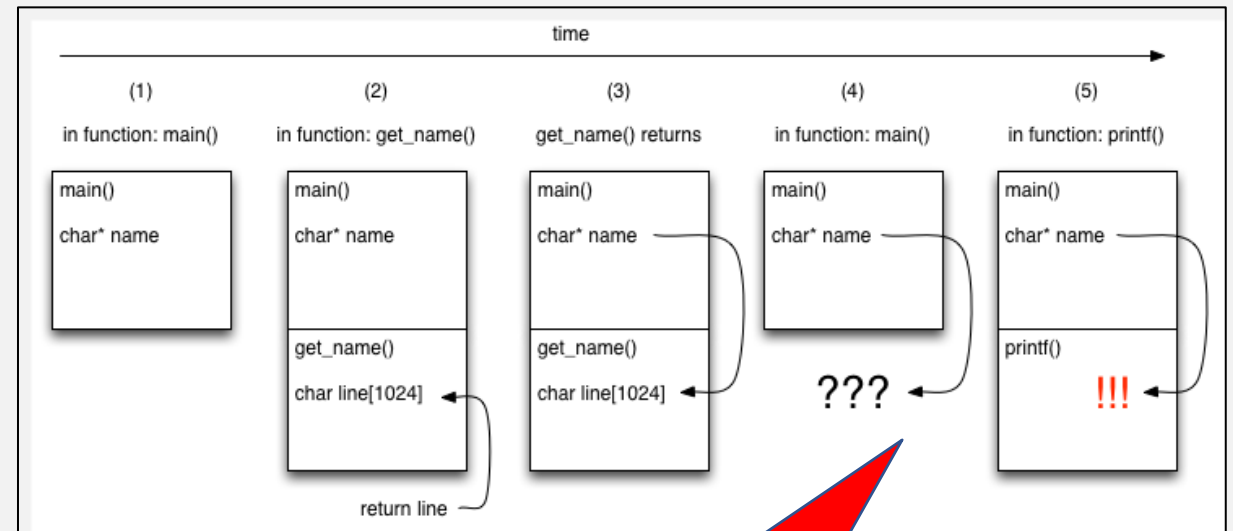 time
(1) (2) (3) (4) (5)
in function: main() in function: get_name() get_name() returns in function: main() in function: printf()
main() main() main() main() main()
char* name char* name char* name char* name char* name
get_name() get_name() printf()
char line[1024] char line[1024] ??? !!!
return line